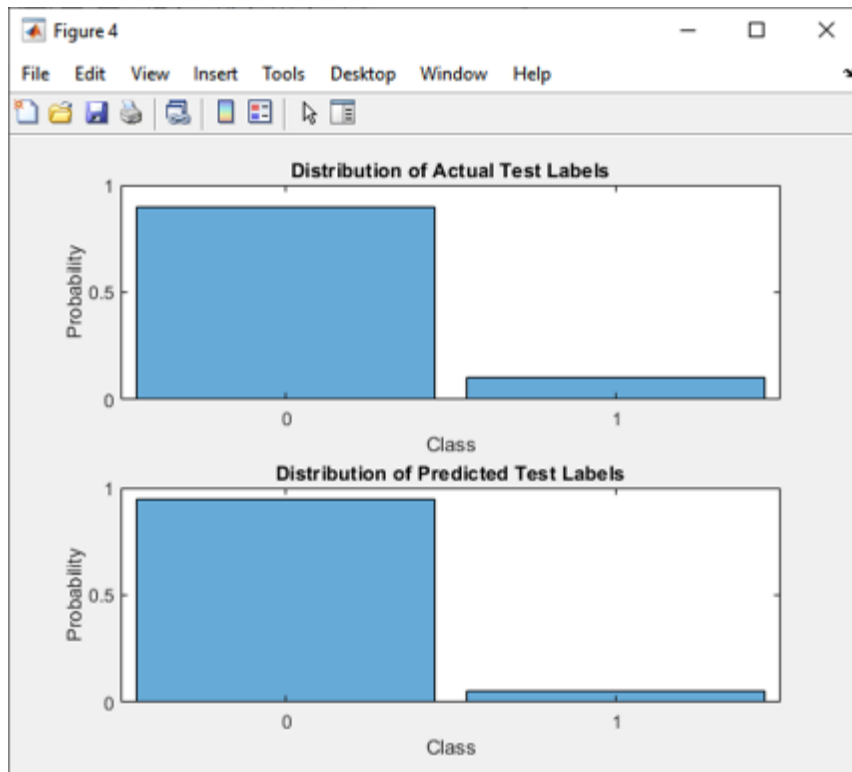 Figure 4
File Edit View Insert Tools Desktop Window Help
Distribution of Actual Test Labels
1
0.5
0
Probability
0 1
Class
Distribution of Predicted Test Labels
1
0.5
0
Probability
0 1
Class